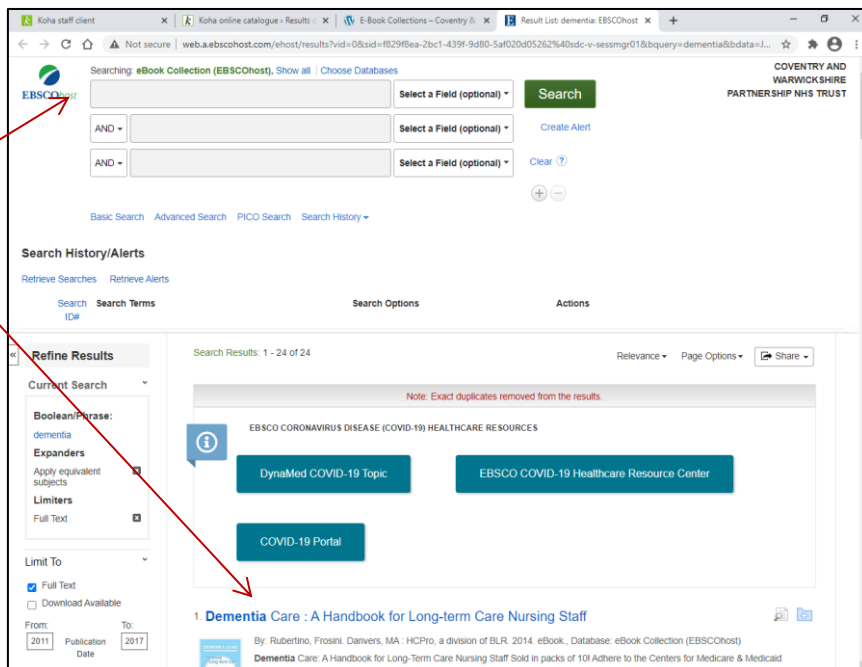 Koha staff client
Koha online catalogue › Results o
E-Book Collections – Coventry &
Result List: dementia: EBSCOhost
Not secure | web.a.ebscohost.com/ehost/results?vid=0&sid=f829f8ea-2bc1-439f-9d80-5af020d05262%40sdc-v-sessmgr01&bquery=dementia&bdata=J...
Searching: eBook Collection (EBSCOhost), Show all | Choose Databases
COVENTRY AND
WARWICKSHIRE
PARTNERSHIP NHS TRUST
EBSCOhost
Select a Field (optional)
Search
AND
Select a Field (optional)
Create Alert
AND
Select a Field (optional)
Clear ?
Basic Search Advanced Search PICO Search Search History
Search History/Alerts
Retrieve Searches Retrieve Alerts
Search ID# Search Terms Search Options Actions
« Refine Results
Search Results: 1 - 24 of 24
Relevance Page Options Share
Current Search
Note: Exact duplicates removed from the results.
Boolean/Phrase:
dementia
Expanders
Apply equivalent
subjects
Limiters
Full Text
EBSCO CORONAVIRUS DISEASE (COVID-19) HEALTHCARE RESOURCES
DynaMed COVID-19 Topic
EBSCO COVID-19 Healthcare Resource Center
COVID-19 Portal
Limit To
Full Text
Download Available
From: To:
2011 Publication Date 2017
1. Dementia Care : A Handbook for Long-term Care Nursing Staff
By: Rubertino, Frosini. Danvers, MA : HCPro, a division of BLR. 2014. eBook., Database: eBook Collection (EBSCOhost)
Dementia Care: A Handbook for Long-Term Care Nursing Staff Sold in packs of 10! Adhere to the Centers for Medicare & Medicaid